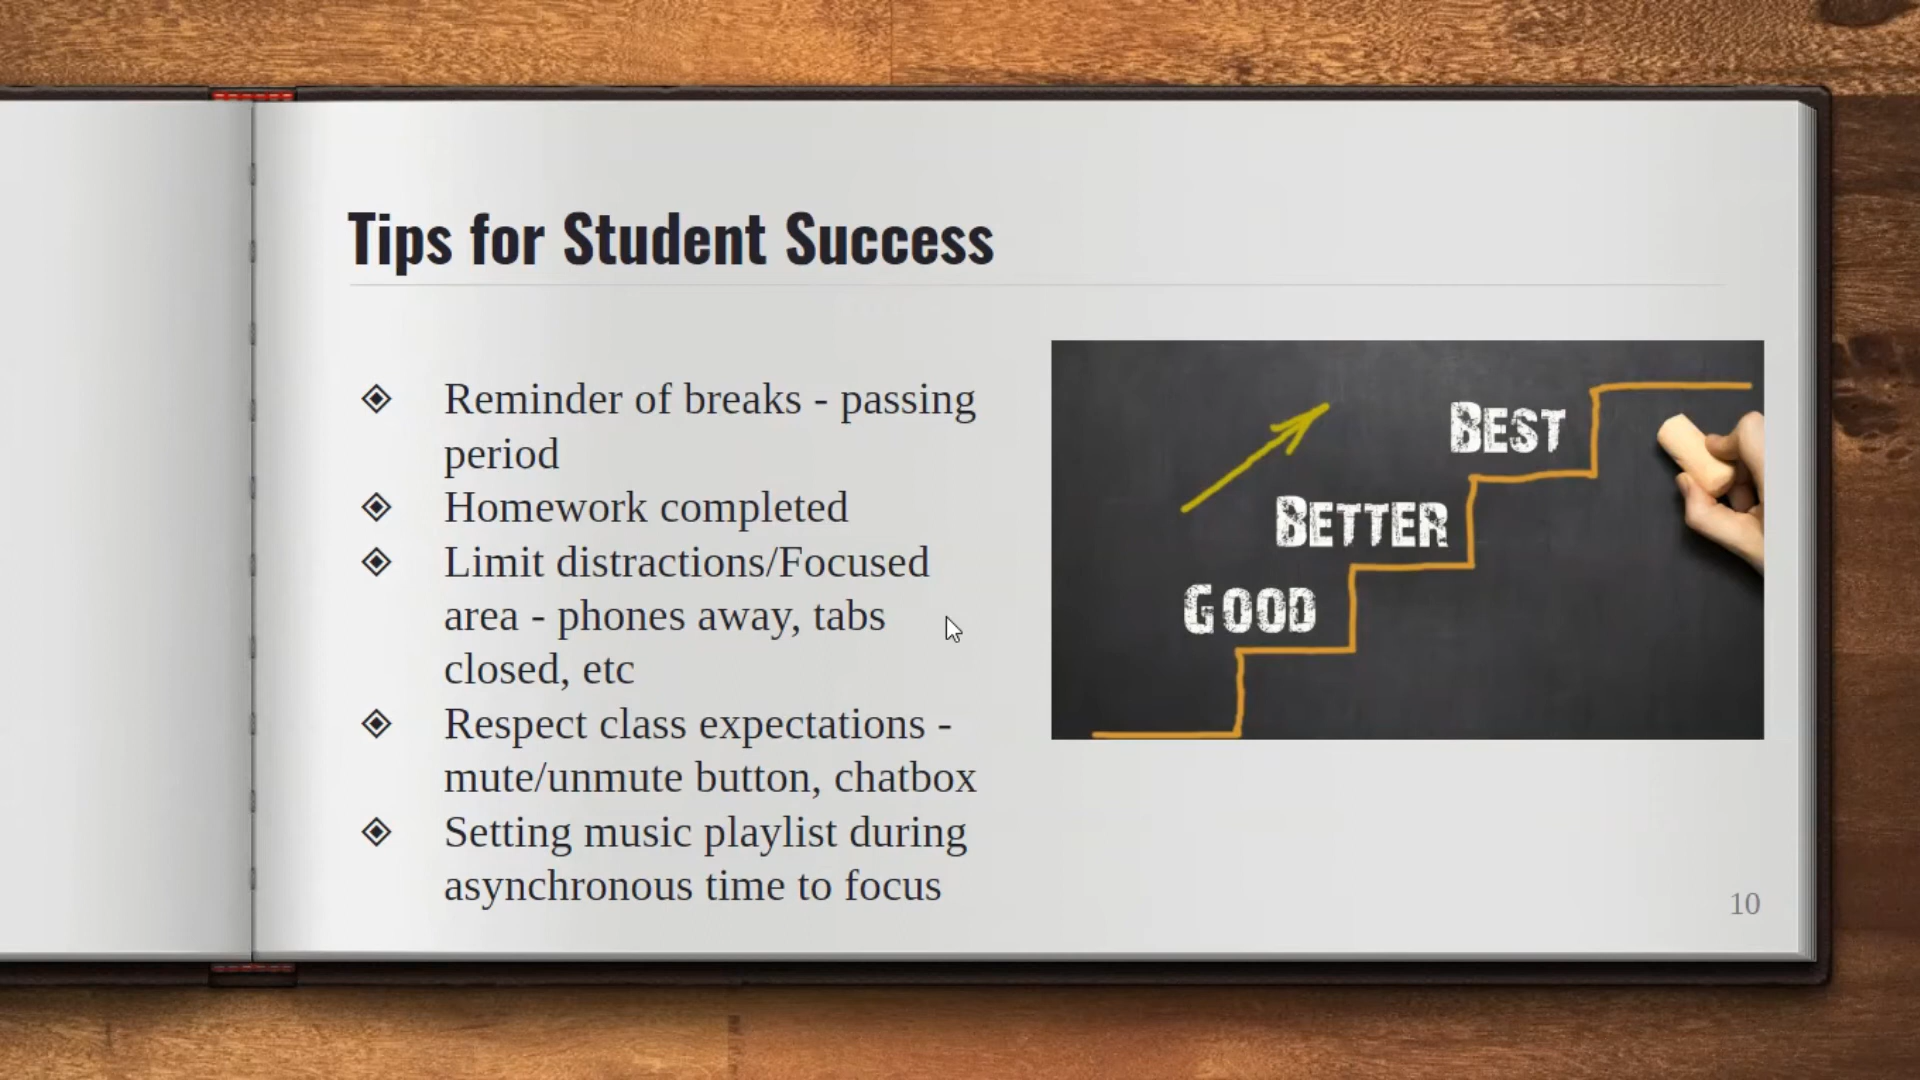 Tips for Student Success
Reminder of breaks - passing
period
Homework completed
Limit distractions/Focused
area - phones away, tabs
closed, etc
Respect class expectations -
mute/unmute button, chatbox
Setting music playlist during
asynchronous time to focus
BEST
BETTER
GOOD
10